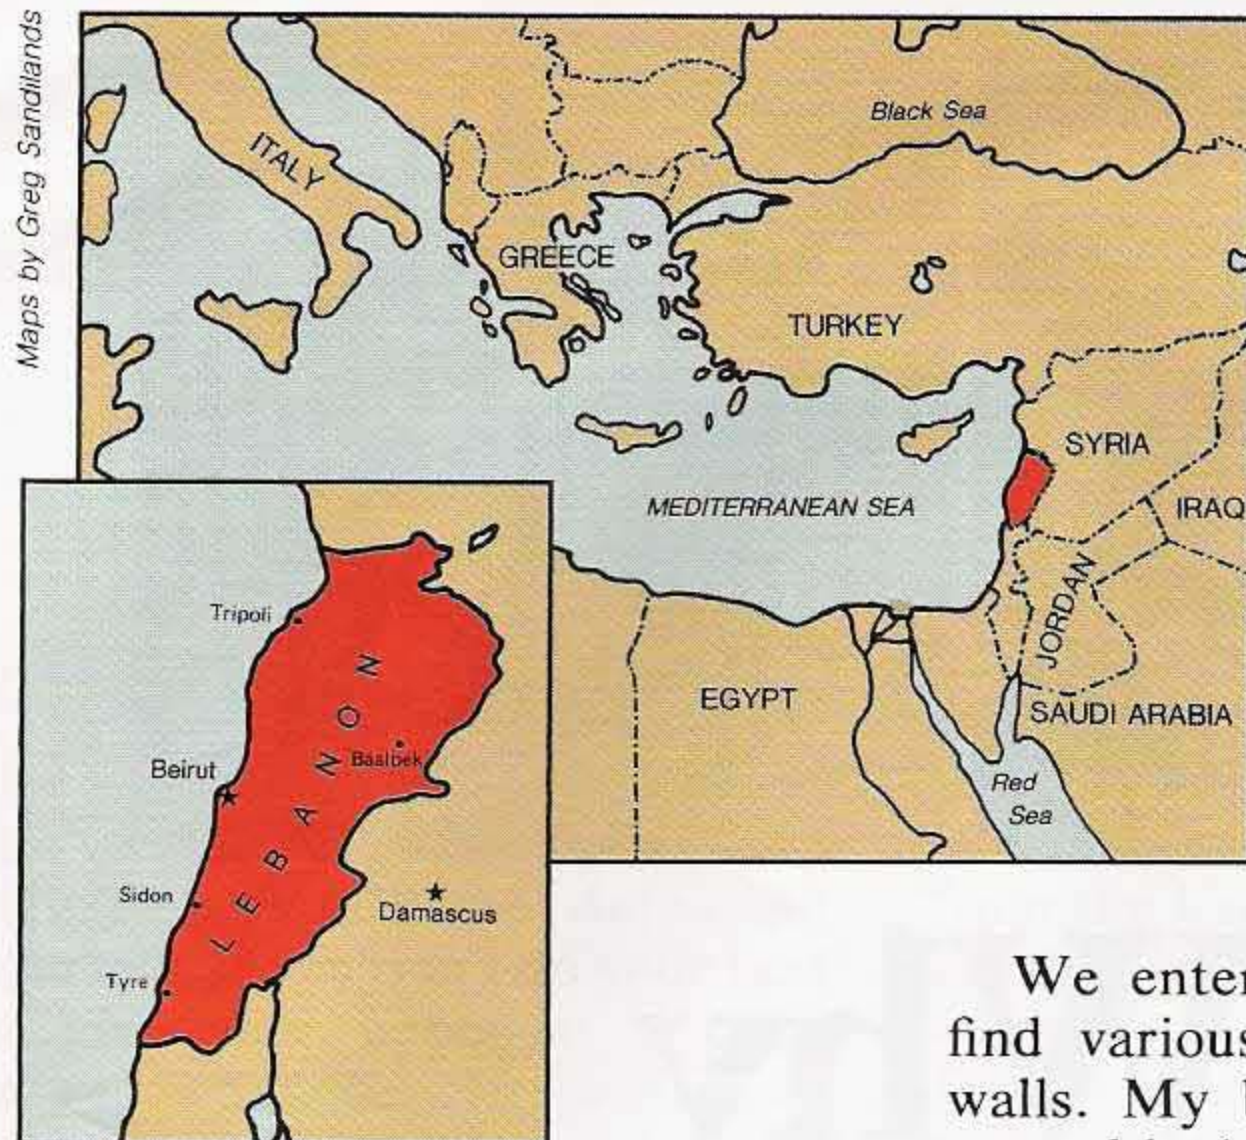 Maps by Greg Sandilands
Black Sea
ITALY
GREECE
TURKEY
SYRIA
MEDITERRANEAN SEA
IRAQ
JORDAN
EGYPT
SAUDI ARABIA
Red
Sea
Tripoli
LEBANON
Baalbek
Beirut
Sidon
Damascus
Tyre
We enter
find various
walls. My